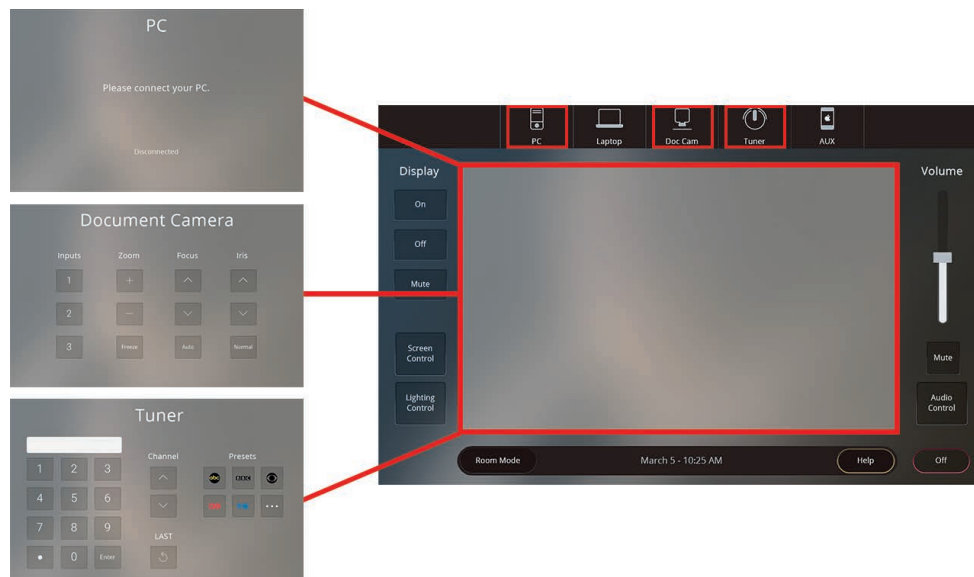 PC
Please connect your PC.
Disconnected
Document Camera
Inputs Zoom Focus Iris
1 + 
2 −
3 Freeze Auto Normal
Tuner
Channel Presets
1 2 3 abc BBC
4 5 6
7 8 9
LAST
* 0 Enter
PC Laptop Doc Cam Tuner AUX
Display
On
Off
Mute
Screen
Control
Lighting
Control
Volume
Mute
Audio
Control
Room Mode March 5 - 10:25 AM Help Off